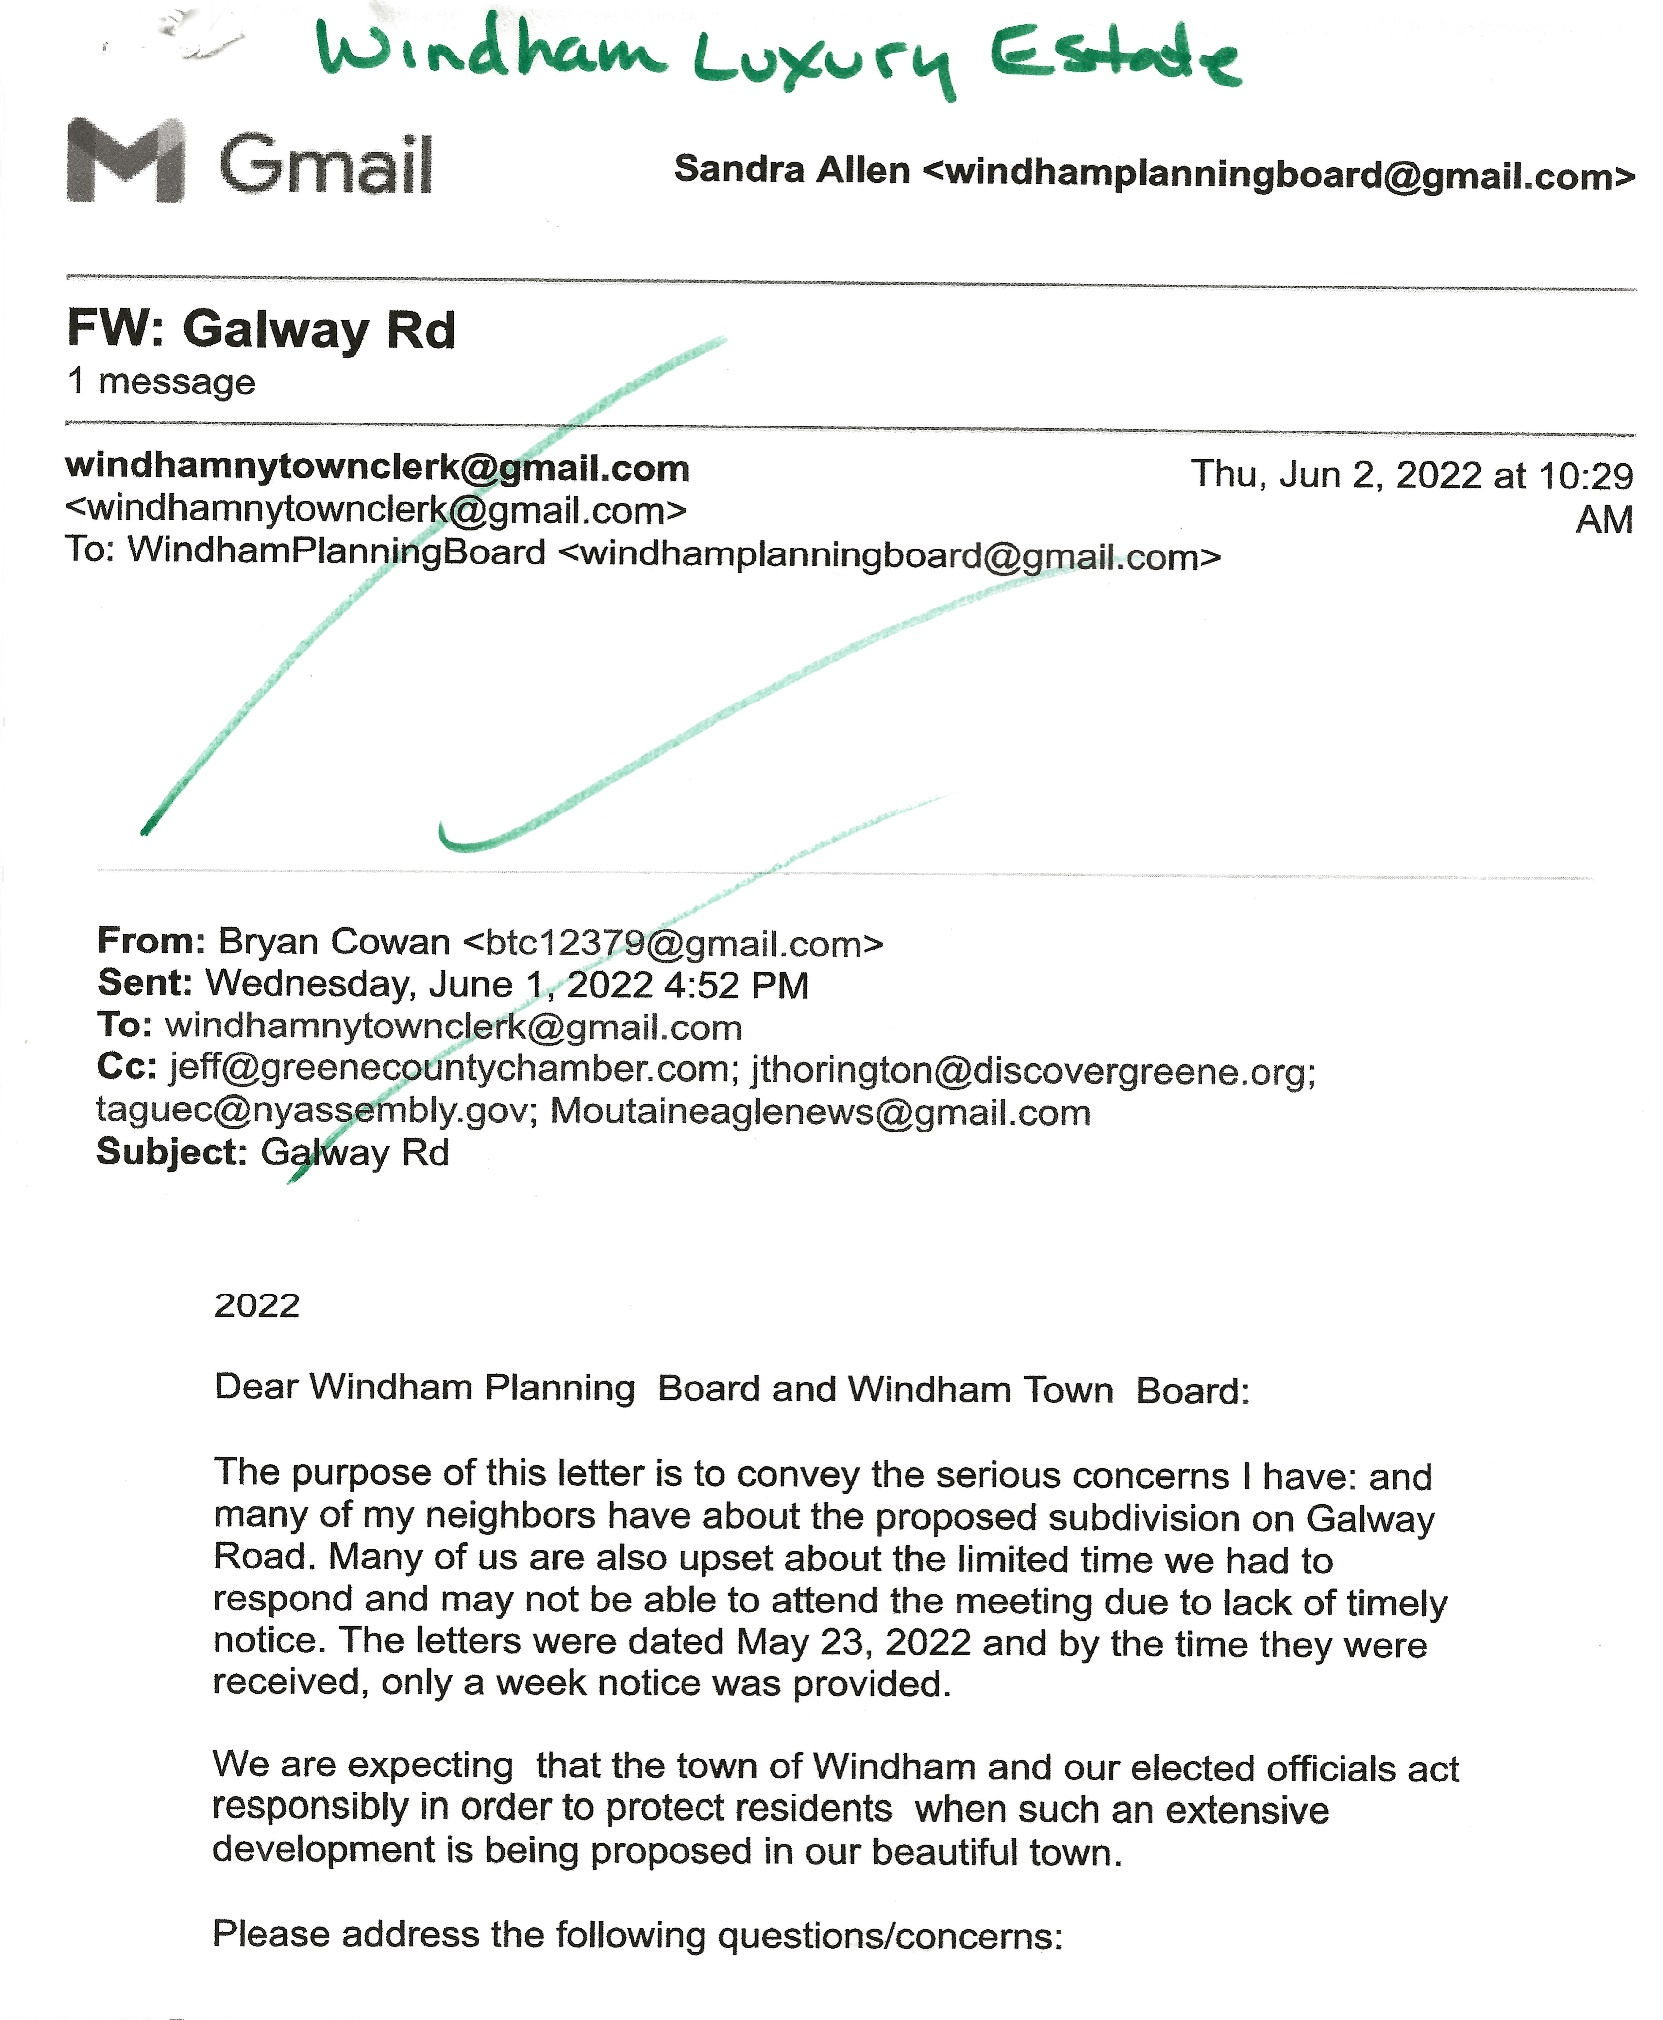 Windham Luxury Estate
Gmail
Sandra Allen <windhamplanningboard@gmail.com>
FW: Galway Rd
1 message
windhamnytownclerk@gmail.com
<windhamnytownclerk@gmail.com>
Thu, Jun 2, 2022 at 10:29
AM
To: WindhamPlanningBoard <windhamplanningboard@gmail.com>
From: Bryan Cowan <btc12379@gmail.com>
Sent: Wednesday, June 1, 2022 4:52 PM
To: windhamnytownclerk@gmail.com
Cc: jeff@greenecountychamber.com; jthorington@discovergreene.org;
taguec@nyassembly.gov; Moutaineaglenews@gmail.com
Subject: Galway Rd
2022
Dear Windham Planning  Board and Windham Town  Board:
The purpose of this letter is to convey the serious concerns I have: and
many of my neighbors have about the proposed subdivision on Galway
Road. Many of us are also upset about the limited time we had to
respond and may not be able to attend the meeting due to lack of timely
notice. The letters were dated May 23, 2022 and by the time they were
received, only a week notice was provided.
We are expecting  that the town of Windham and our elected officials act
responsibly in order to protect residents  when such an extensive
development is being proposed in our beautiful town.
Please address the following questions/concerns: